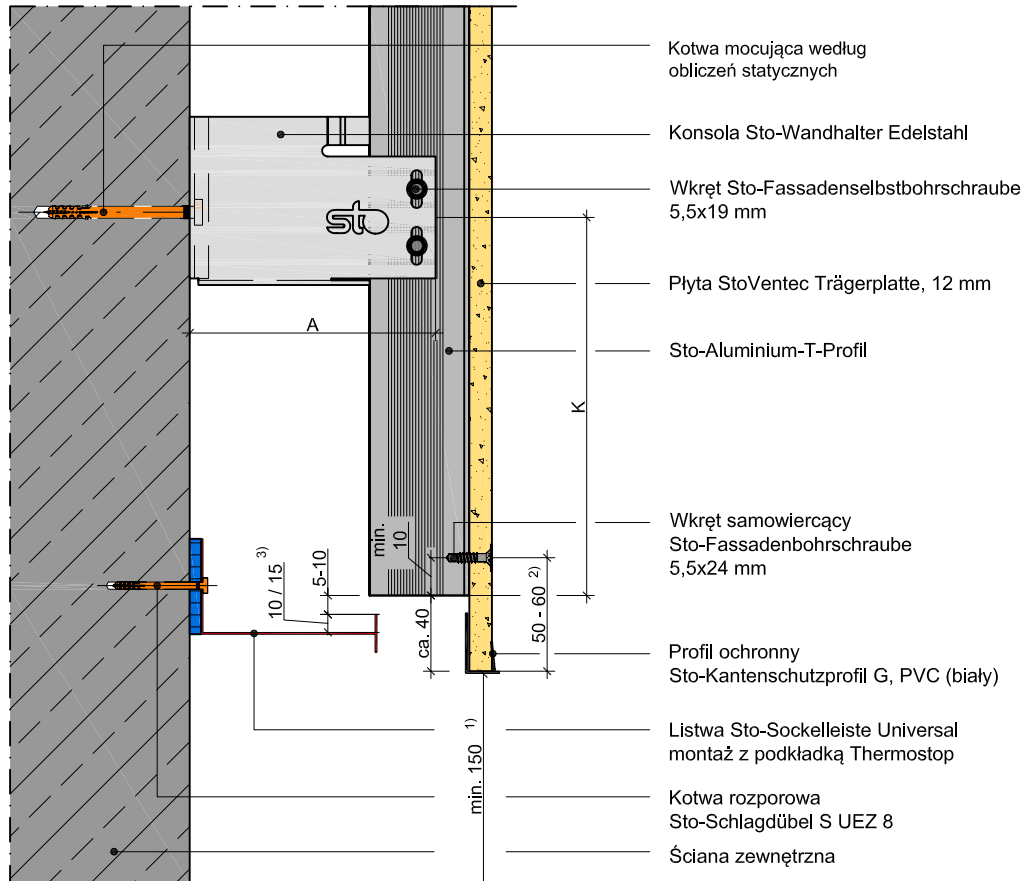 Kotwa mocująca według
obliczeń statycznych
Konsola Sto-Wandhalter Edelstahl
Wkręt Sto-Fassadenselbstbohrschraube
5,5x19 mm
sto
Płyta StoVentec Trägerplatte, 12 mm
A
Sto-Aluminium-T-Profil
K
Wkręt samowiercący
Sto-Fassadenbohrschraube
5,5x24 mm
min.
10
10 / 15 3)
5-10
ca. 40
50 - 60 2)
Profil ochronny
Sto-Kantenschutzprofil G, PVC (biały)
min. 150 1)
Listwa Sto-Sockelleiste Universal
montaż z podkładką Thermostop
Kotwa rozporowa
Sto-Schlagdübel S UEZ 8
Ściana zewnętrzna